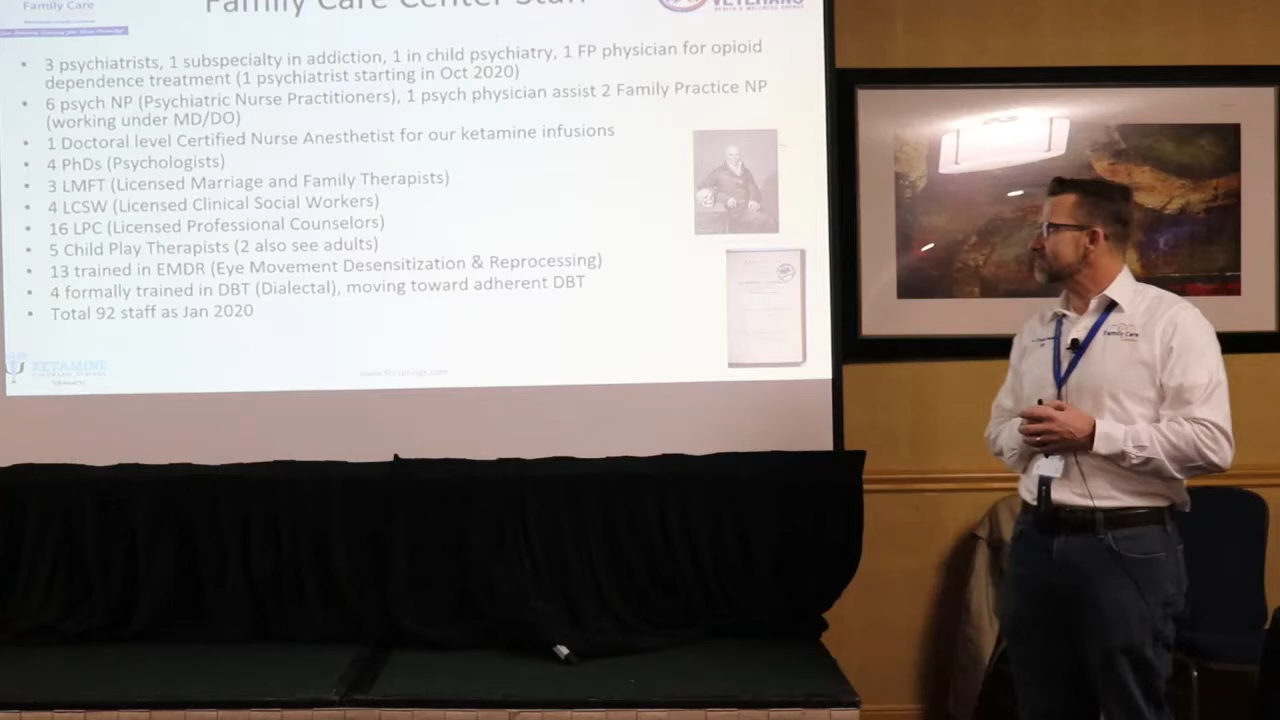 Family Care
Family Care Center Staff
VETERANS
HEALTH & WELLNESS AGENCY
• 3 psychiatrists, 1 subspecialty in addiction, 1 in child psychiatry, 1 FP physician for opioid
dependence treatment (1 psychiatrist starting in Oct 2020)
• 6 psych NP (Psychiatric Nurse Practitioners), 1 psych physician assist 2 Family Practice NP
(working under MD/DO)
• 1 Doctoral level Certified Nurse Anesthetist for our ketamine infusions
• 4 PhDs (Psychologists)
• 3 LMFT (Licensed Marriage and Family Therapists)
• 4 LCSW (Licensed Clinical Social Workers)
• 16 LPC (Licensed Professional Counselors)
• 5 Child Play Therapists (2 also see adults)
• 13 trained in EMDR (Eye Movement Desensitization & Reprocessing)
• 4 formally trained in DBT (Dialectal), moving toward adherent DBT
• Total 92 staff as Jan 2020
KETAMINE
Family Care